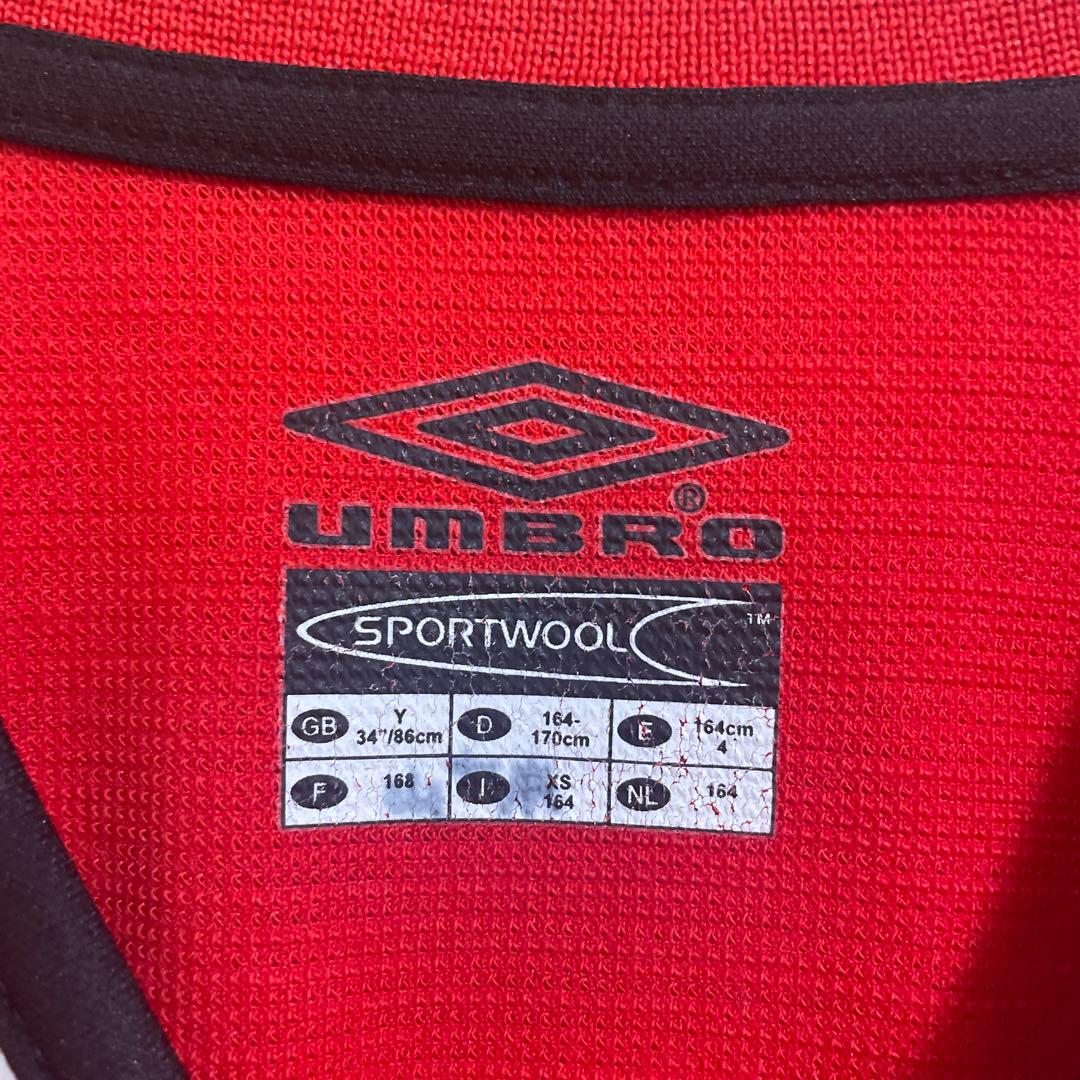 UMBRO®
SPORTWOOL™
GB Y 34"/86cm D 164-170cm E 164cm 4
F 168 I XS 164 NL 164